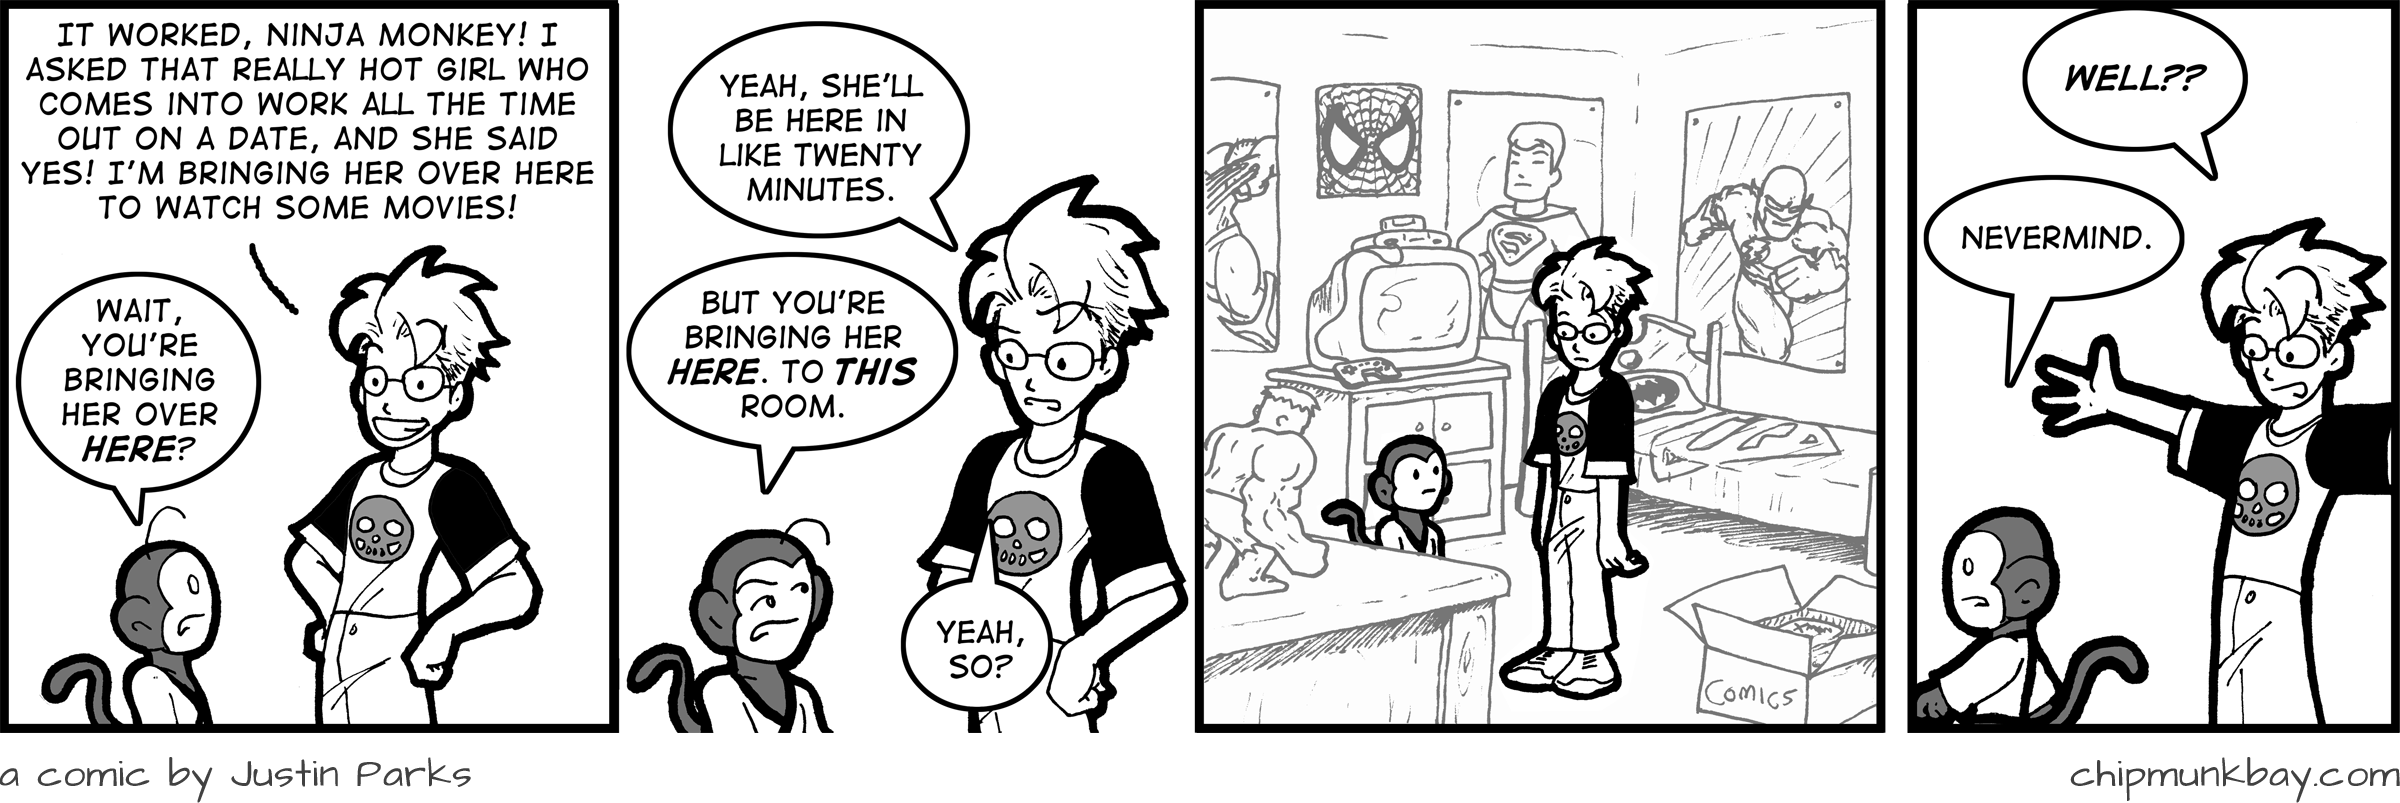 IT WORKED, NINJA MONKEY! I
ASKED THAT REALLY HOT GIRL WHO
COMES INTO WORK ALL THE TIME
OUT ON A DATE, AND SHE SAID
YES! I'M BRINGING HER OVER HERE
TO WATCH SOME MOVIES!
WAIT,
YOU'RE
BRINGING
HER OVER
HERE?
YEAH, SHE'LL
BE HERE IN
LIKE TWENTY
MINUTES.
BUT YOU'RE
BRINGING HER
HERE. TO THIS
ROOM.
YEAH,
SO?
S
COMICS
WELL??
NEVERMIND.
a comic by Justin Parks
chipmunkbay.com